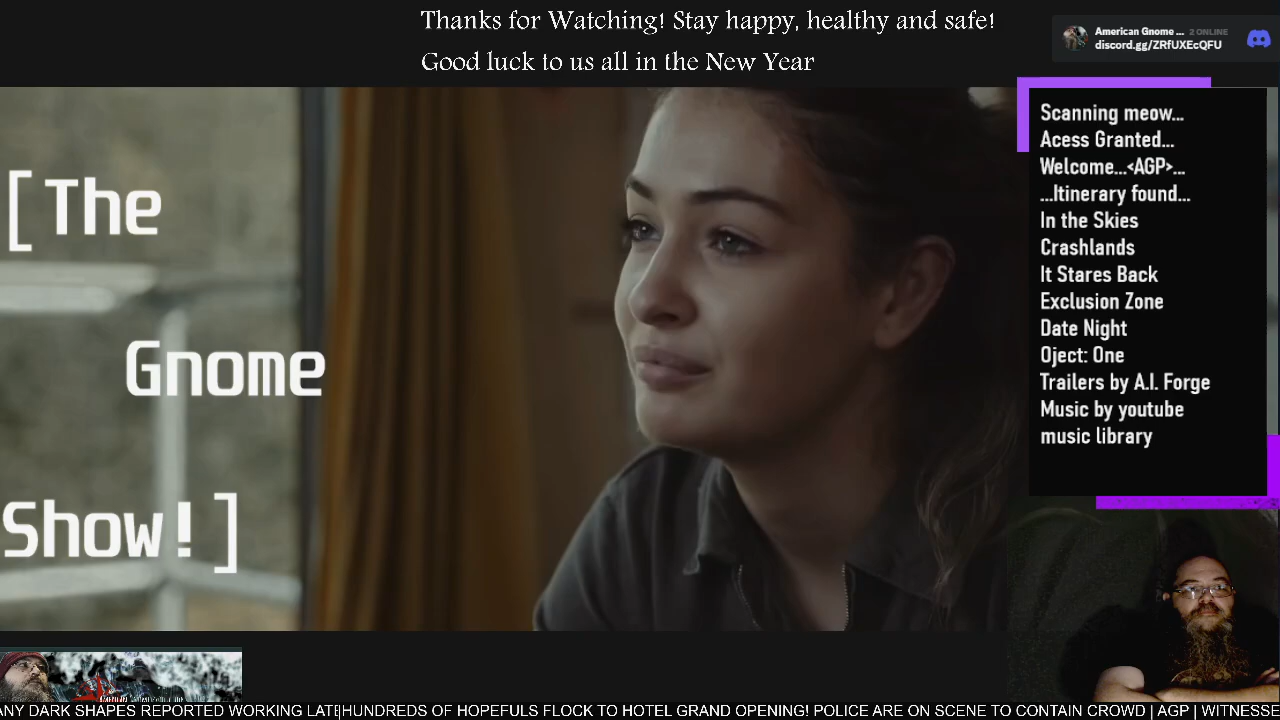 Thanks for Watching! Stay happy, healthy and safe!
Good luck to us all in the New Year
American Gnome ... 2 ONLINE
discord.gg/ZRfUXEcQFU
[The
Gnome
Show!]
Scanning meow...
Acess Granted...
Welcome...<AGP>...
...Itinerary found...
In the Skies
Crashlands
It Stares Back
Exclusion Zone
Date Night
Oject: One
Trailers by A.I. Forge
Music by youtube
music library
ANY DARK SHAPES REPORTED WORKING LATE|HUNDREDS OF HOPEFULS FLOCK TO HOTEL GRAND OPENING! POLICE ARE ON SCENE TO CONTAIN CROWD | AGP | WITNESSE